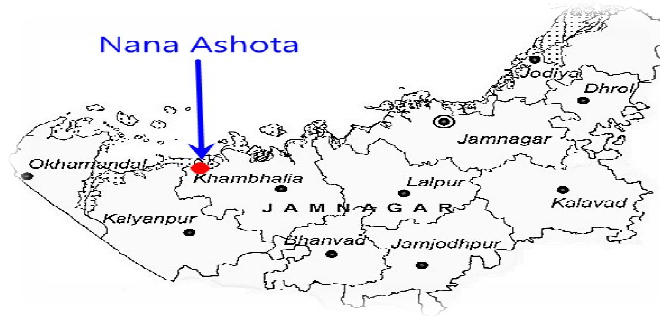 Nana Ashota
Jodiya
Dhrol
Jamnagar
Okhamandal
Khambhalia
Lalpur
Kalavad
JAMNAGAR
Kalyanpur
Bhanvad
Jamjodhpur